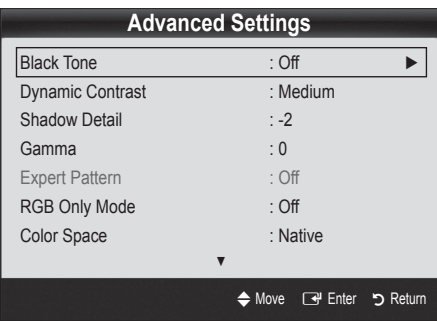 Advanced Settings
Black Tone : Off ►
Dynamic Contrast : Medium
Shadow Detail : -2
Gamma : 0
Expert Pattern : Off
RGB Only Mode : Off
Color Space : Native
▼
Move Enter Return